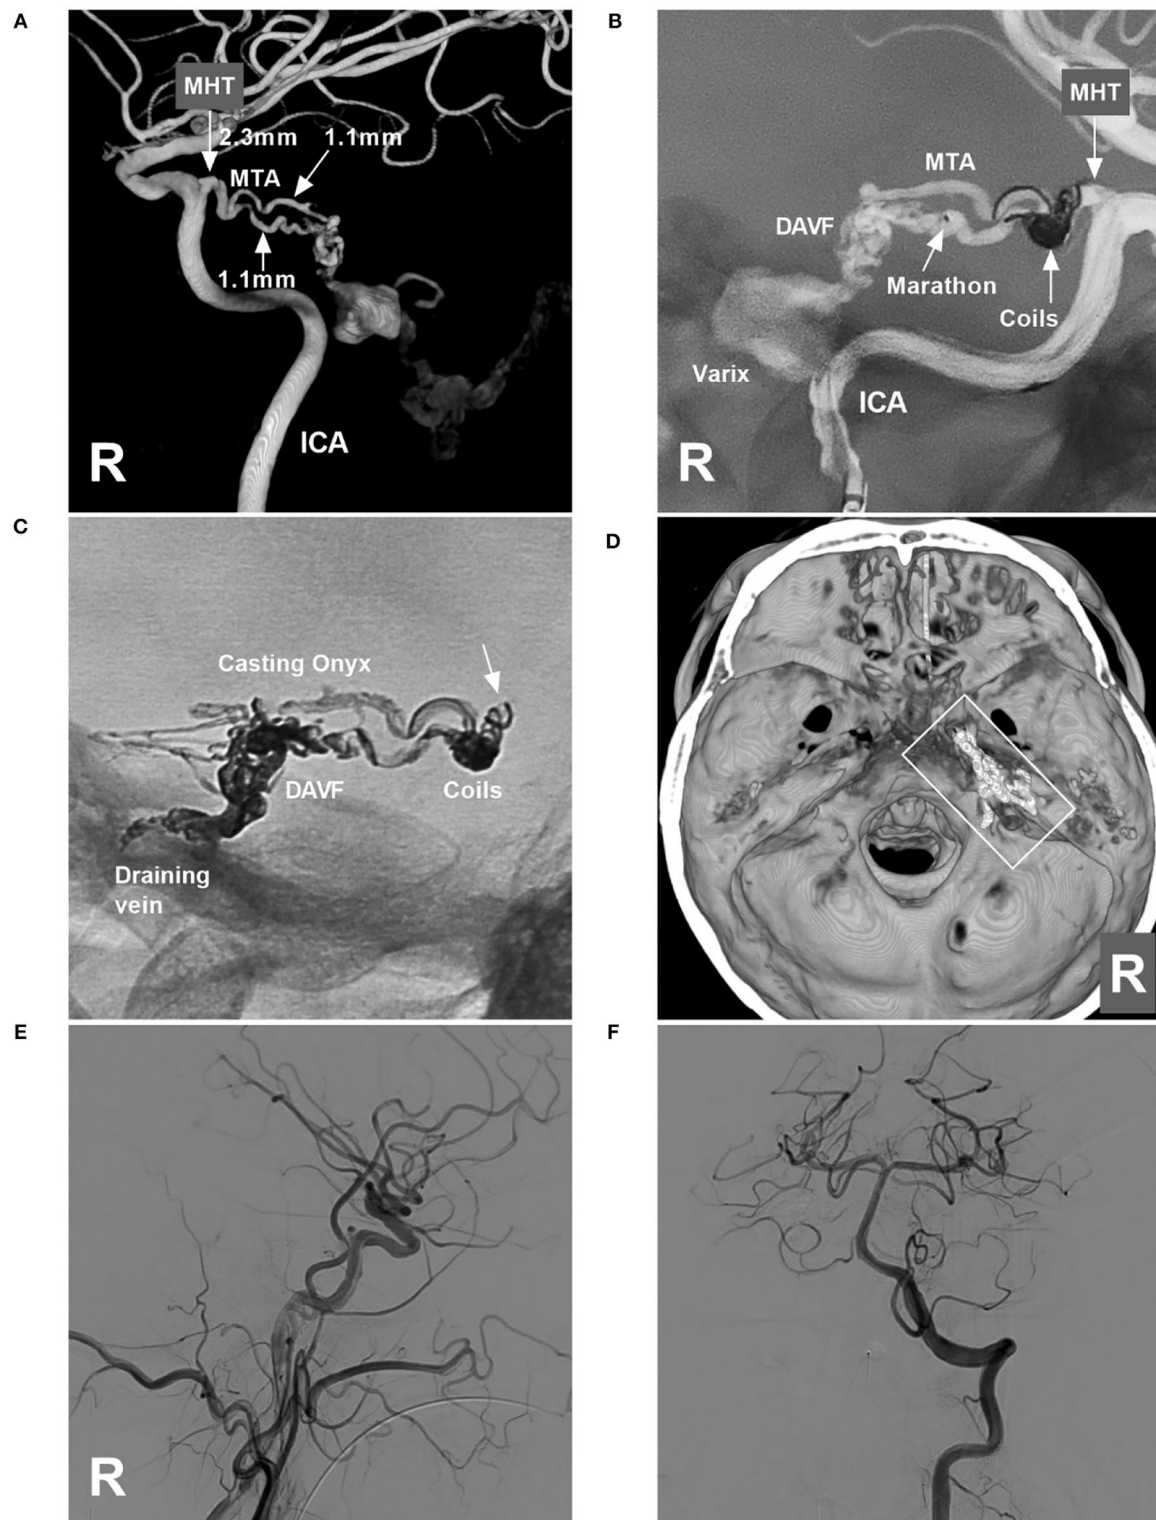 A
MHT
2.3mm
1.1mm
MTA
1.1mm
ICA
R
B
MHT
MTA
DAVF
Marathon
Coils
Varix
ICA
R
C
Casting Onyx
DAVF
Coils
Draining
vein
D
R
E
R
F